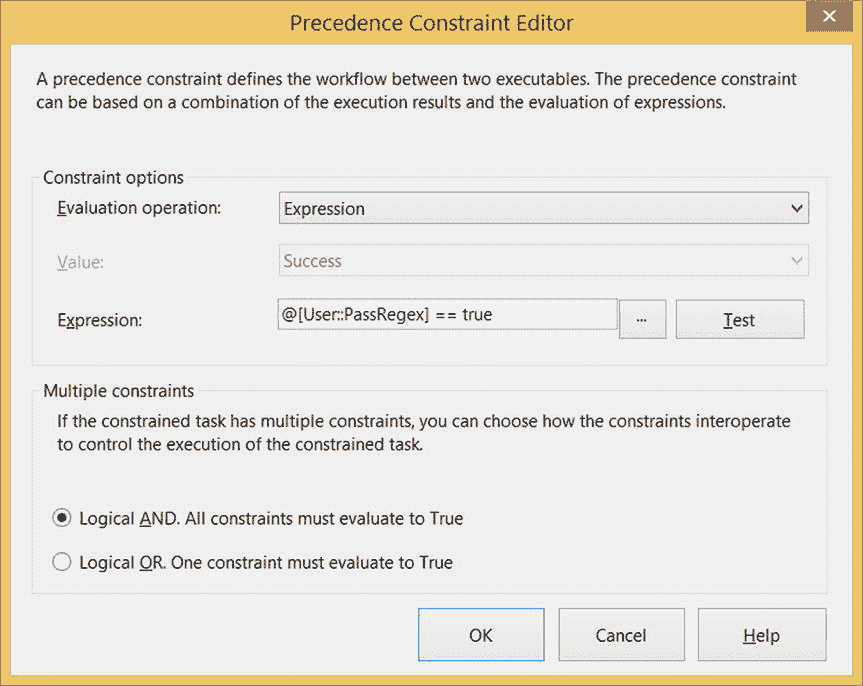 Precedence Constraint Editor
A precedence constraint defines the workflow between two executables. The precedence constraint
can be based on a combination of the execution results and the evaluation of expressions.
Constraint options
Evaluation operation:
Expression
Value:
Success
Expression:
@[User::PassRegex] == true
...
Test
Multiple constraints
If the constrained task has multiple constraints, you can choose how the constraints interoperate
to control the execution of the constrained task.
Logical AND. All constraints must evaluate to True
Logical OR. One constraint must evaluate to True
OK
Cancel
Help